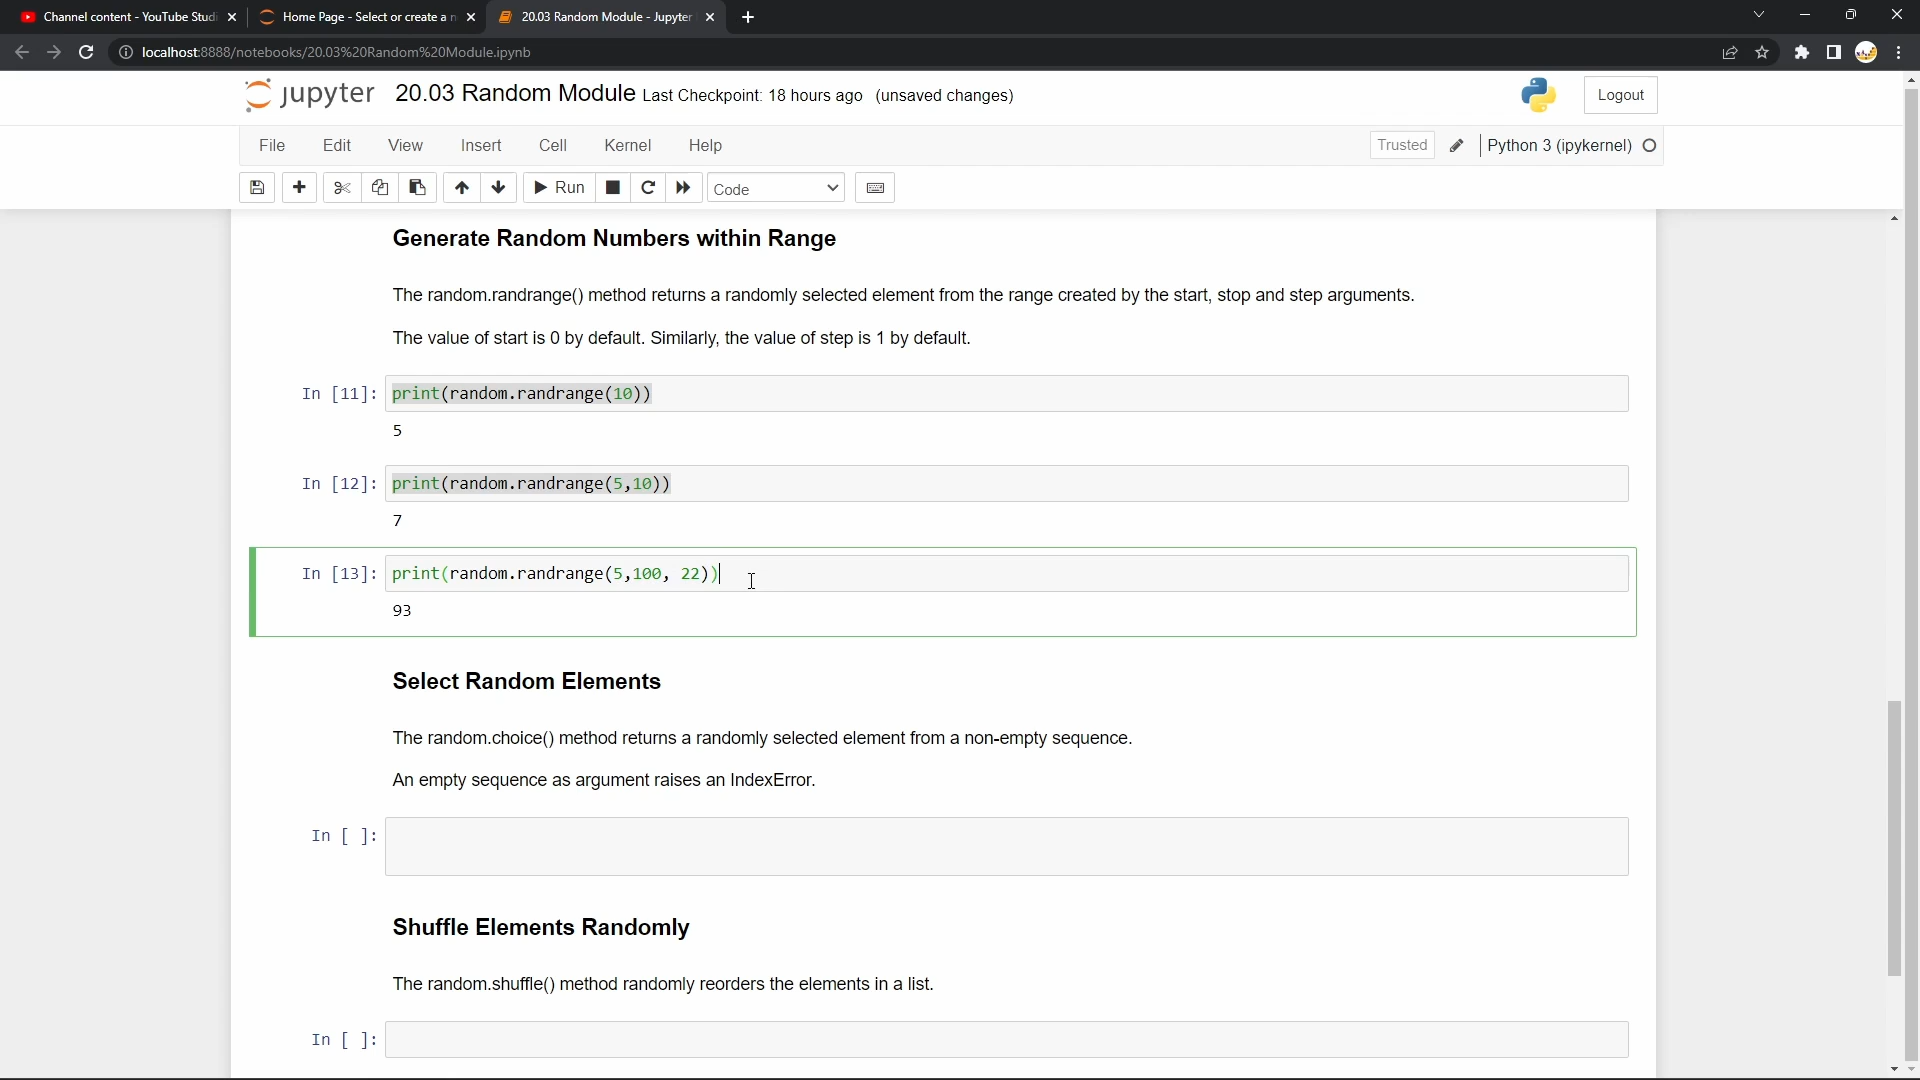 Channel content - YouTube Studi
Home Page - Select or create a n
20.03 Random Module - Jupyter
localhost:8888/notebooks/20.03%20Random%20Module.ipynb
jupyter 20.03 Random Module Last Checkpoint: 18 hours ago (unsaved changes)
Logout
File Edit View Insert Cell Kernel Help
Trusted Python 3 (ipykernel)
Run Code
Generate Random Numbers within Range
The random.randrange() method returns a randomly selected element from the range created by the start, stop and step arguments.
The value of start is 0 by default. Similarly, the value of step is 1 by default.
In [11]: print(random.randrange(10))
5
In [12]: print(random.randrange(5,10))
7
In [13]: print(random.randrange(5,100, 22))
93
Select Random Elements
The random.choice() method returns a randomly selected element from a non-empty sequence.
An empty sequence as argument raises an IndexError.
In [ ]:
Shuffle Elements Randomly
The random.shuffle() method randomly reorders the elements in a list.
In [ ]: